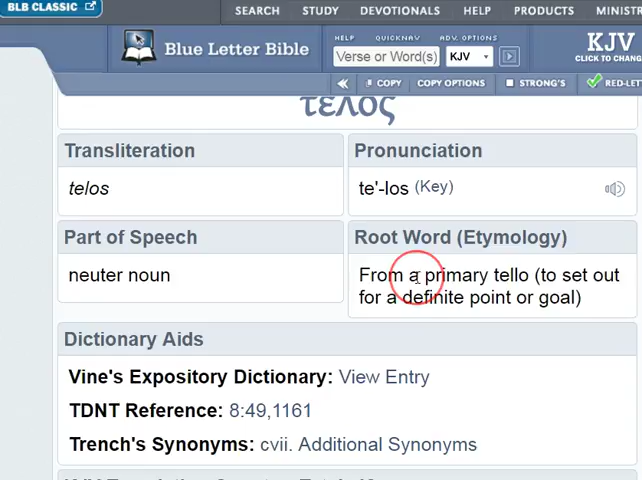 BLB CLASSIC
SEARCH STUDY DEVOTIONALS HELP PRODUCTS MINISTR
Blue Letter Bible
HELP QUICKNAV ADV. OPTIONS
Verse or Word(s) KJV
KJV
CLICK TO CHANG
COPY COPY OPTIONS STRONG'S RED-LET
τέλος
Transliteration
telos
Pronunciation
te'-los (Key)
Part of Speech
neuter noun
Root Word (Etymology)
From a primary tello (to set out
for a definite point or goal)
Dictionary Aids
Vine's Expository Dictionary: View Entry
TDNT Reference: 8:49,1161
Trench's Synonyms: cvii. Additional Synonyms